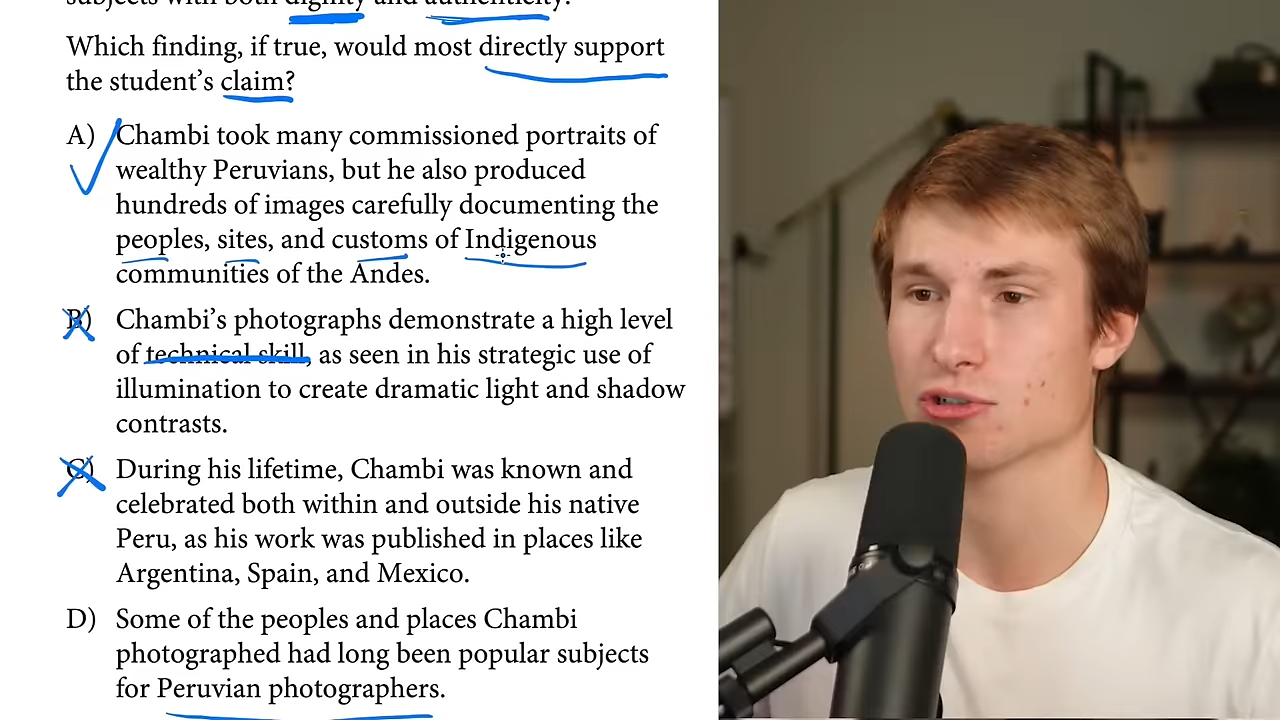 subjects with both dignity and authenticity.
Which finding, if true, would most directly support
the student's claim?
A) Chambi took many commissioned portraits of
wealthy Peruvians, but he also produced
hundreds of images carefully documenting the
peoples, sites, and customs of Indigenous
communities of the Andes.
B) Chambi's photographs demonstrate a high level
of technical skill, as seen in his strategic use of
illumination to create dramatic light and shadow
contrasts.
C) During his lifetime, Chambi was known and
celebrated both within and outside his native
Peru, as his work was published in places like
Argentina, Spain, and Mexico.
D) Some of the peoples and places Chambi
photographed had long been popular subjects
for Peruvian photographers.